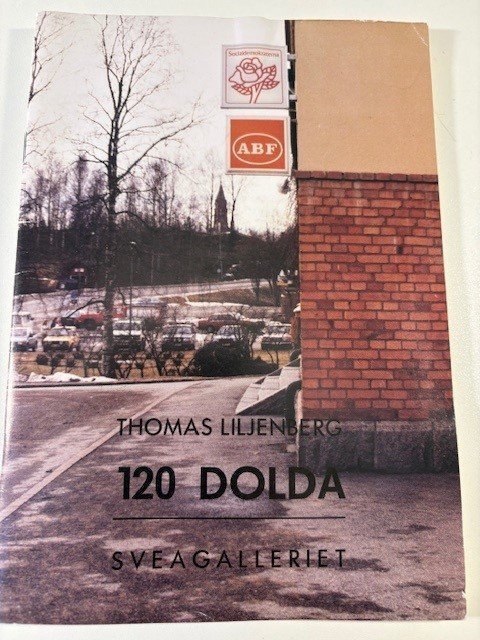 Socialdemokraterna
ABF
THOMAS LILJENBERG
120 DOLDA
SVEAGALLERIET